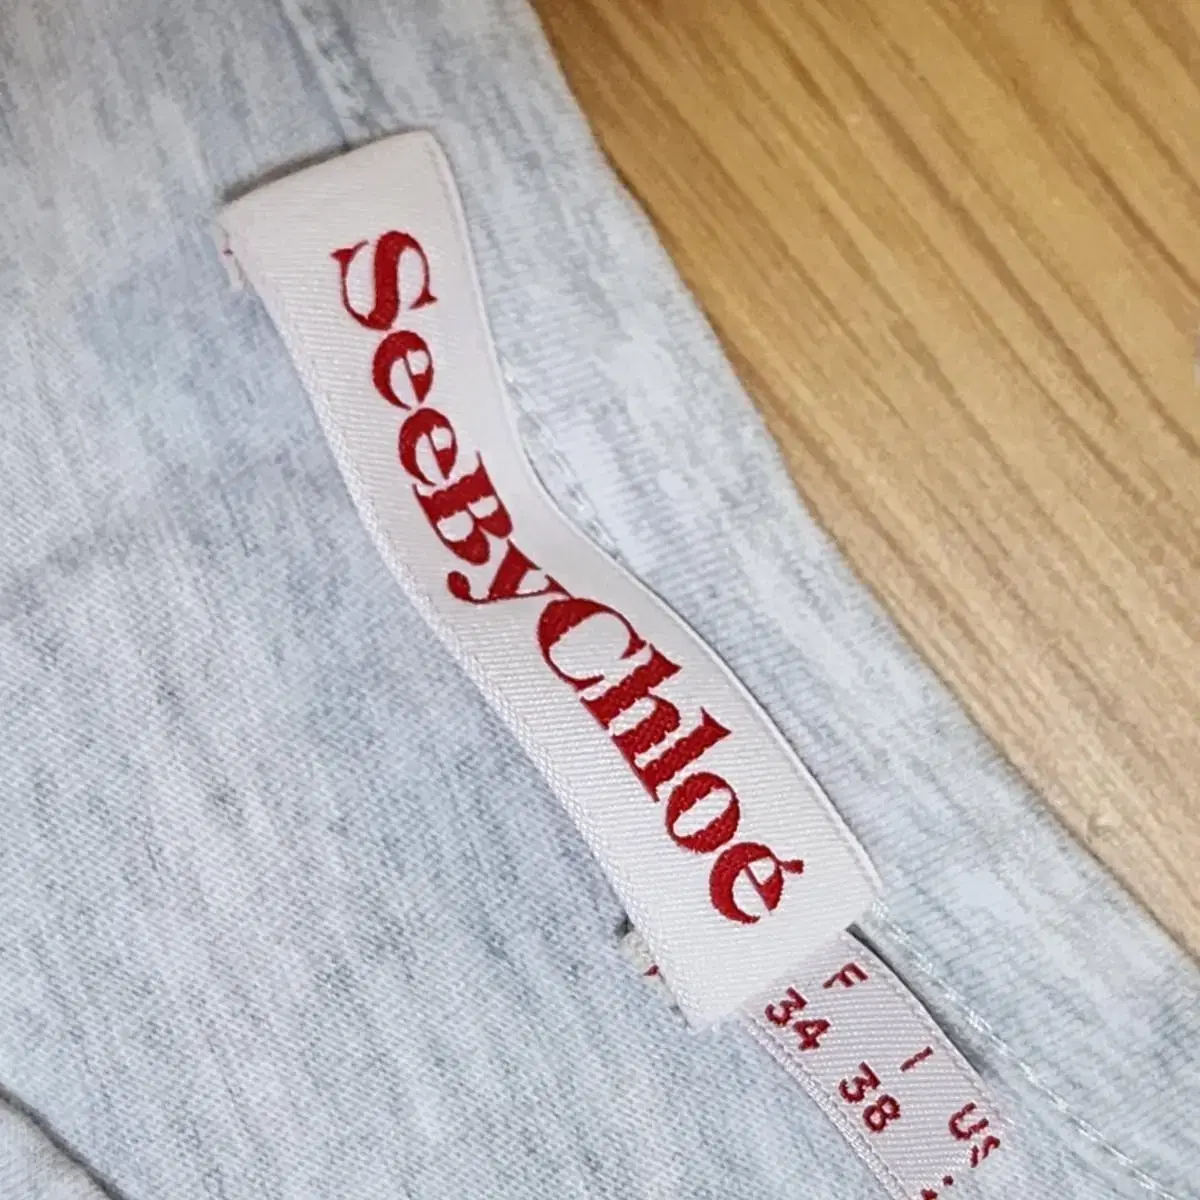 SeeByChloé
F I US
34 38